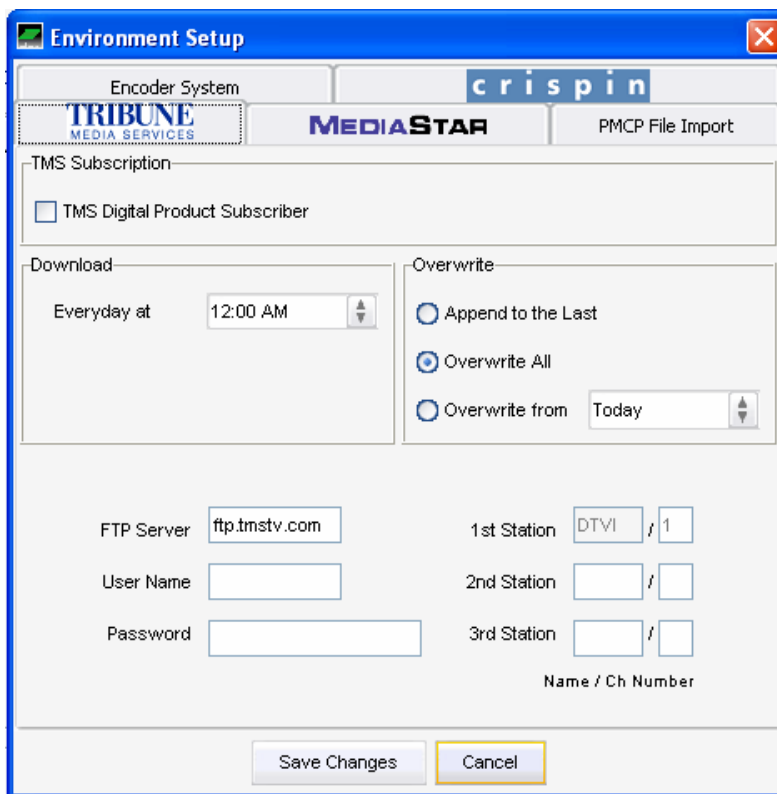 Environment Setup
Encoder System
crispin
TRIBUNE
MEDIA SERVICES
MEDIASTAR
PMCP File Import
TMS Subscription
TMS Digital Product Subscriber
Download
Everyday at 12:00 AM
Overwrite
Append to the Last
Overwrite All
Overwrite from Today
FTP Server ftp.tmstv.com
User Name
Password
1st Station DTVI / 1
2nd Station /
3rd Station /
Name / Ch Number
Save Changes
Cancel